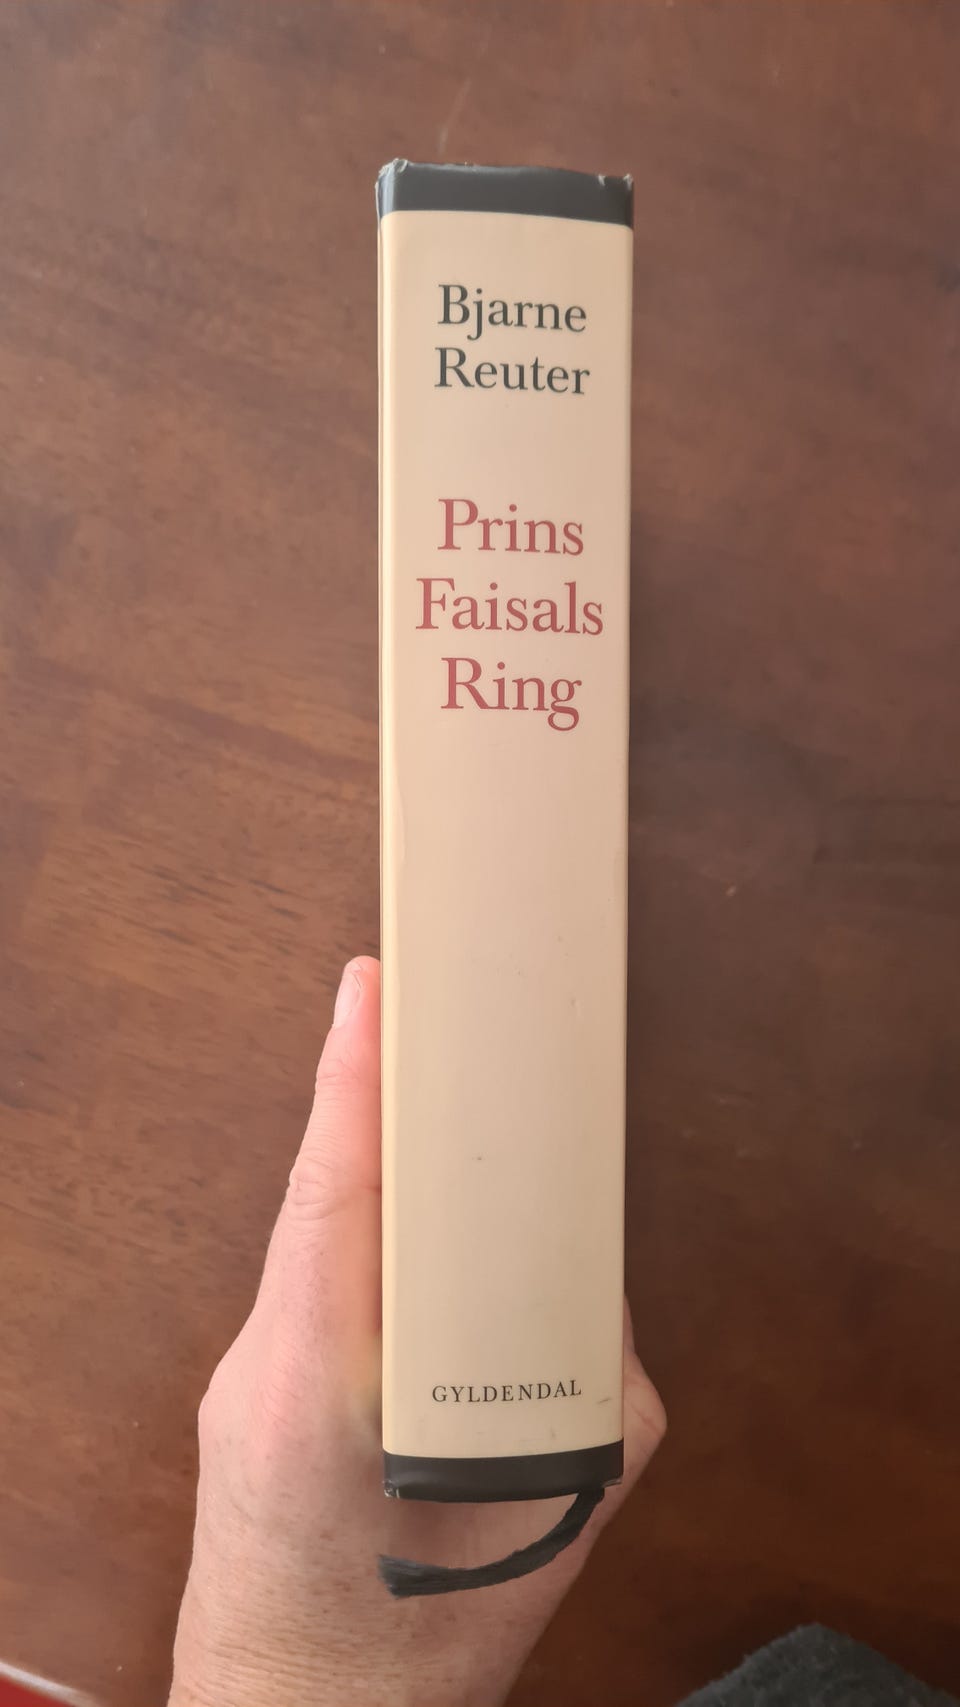 Bjarne
Reuter
Prins
Faisals
Ring
GYLDENDAL